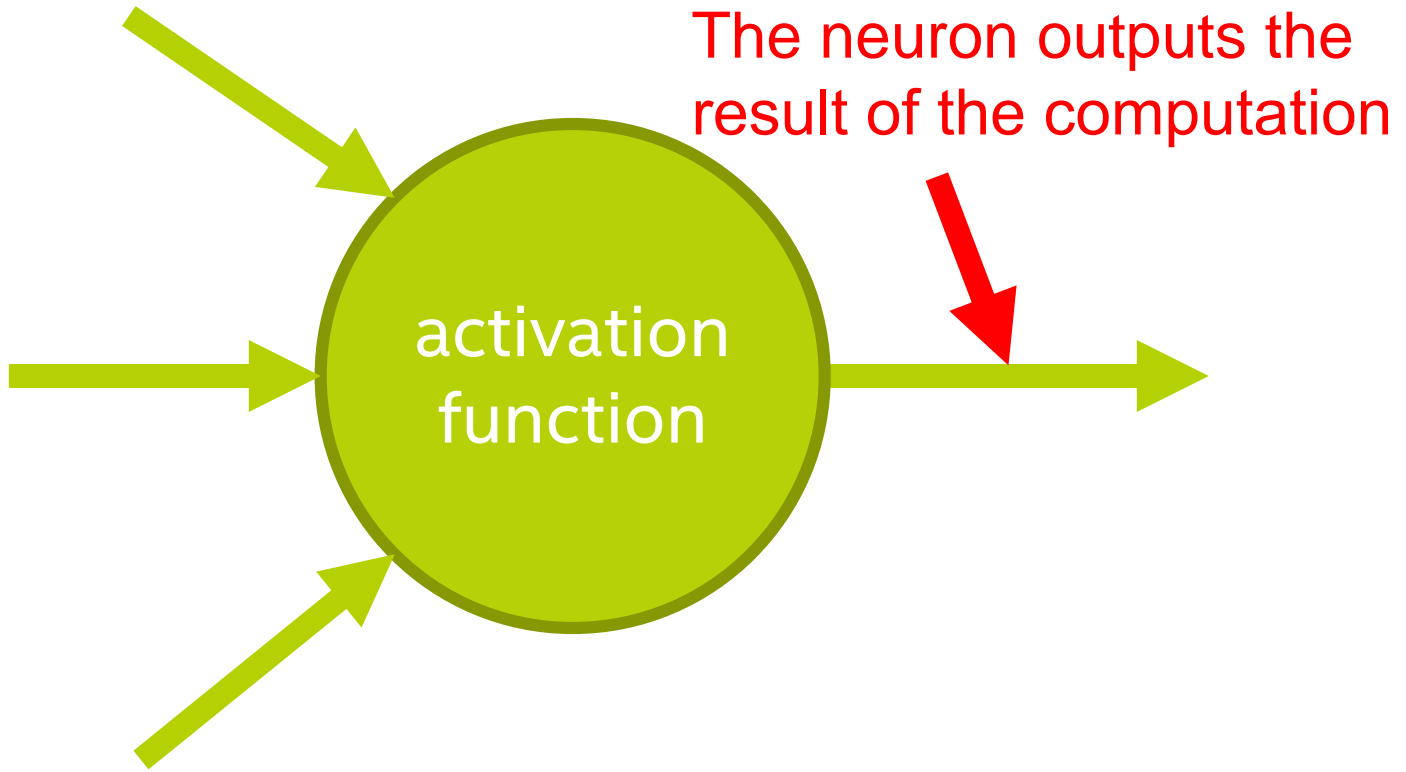 The neuron outputs the
result of the computation
activation
function